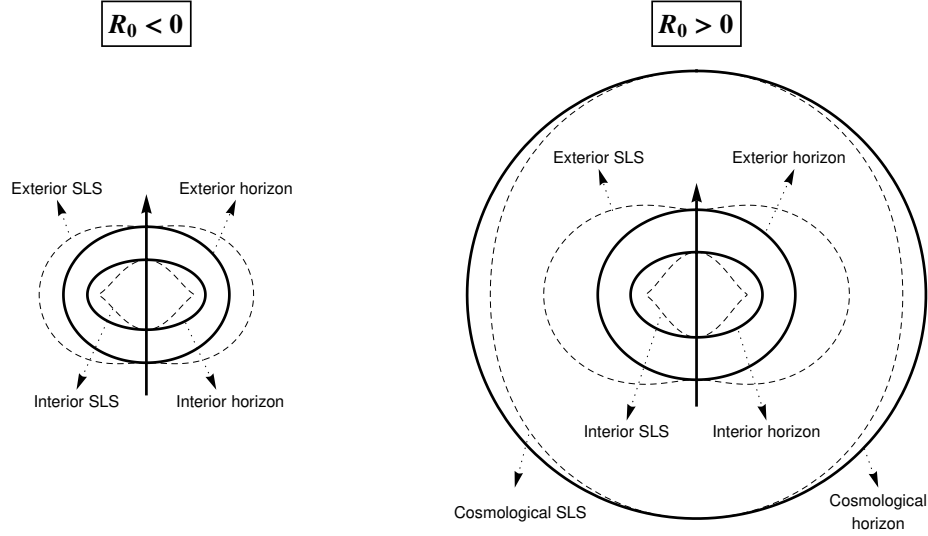 R₀ < 0
R₀ > 0
Exterior SLS
Exterior horizon
Interior SLS
Interior horizon
Exterior SLS
Exterior horizon
Interior SLS
Interior horizon
Cosmological SLS
Cosmological
horizon